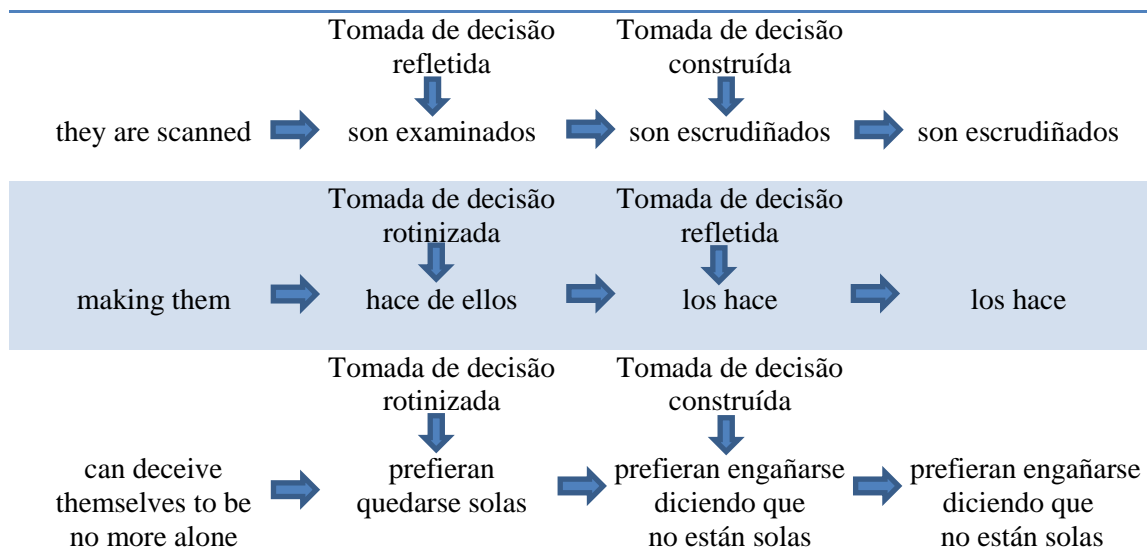 Tomada de decisão
refletida
Tomada de decisão
construída
they are scanned
son examinados
son escrudiñados
son escrudiñados
Tomada de decisão
rotinizada
Tomada de decisão
refletida
making them
hace de ellos
los hace
los hace
Tomada de decisão
rotinizada
Tomada de decisão
construída
can deceive
themselves to be
no more alone
prefieran
quedarse solas
prefieran engañarse
diciendo que
no están solas
prefieran engañarse
diciendo que
no están solas